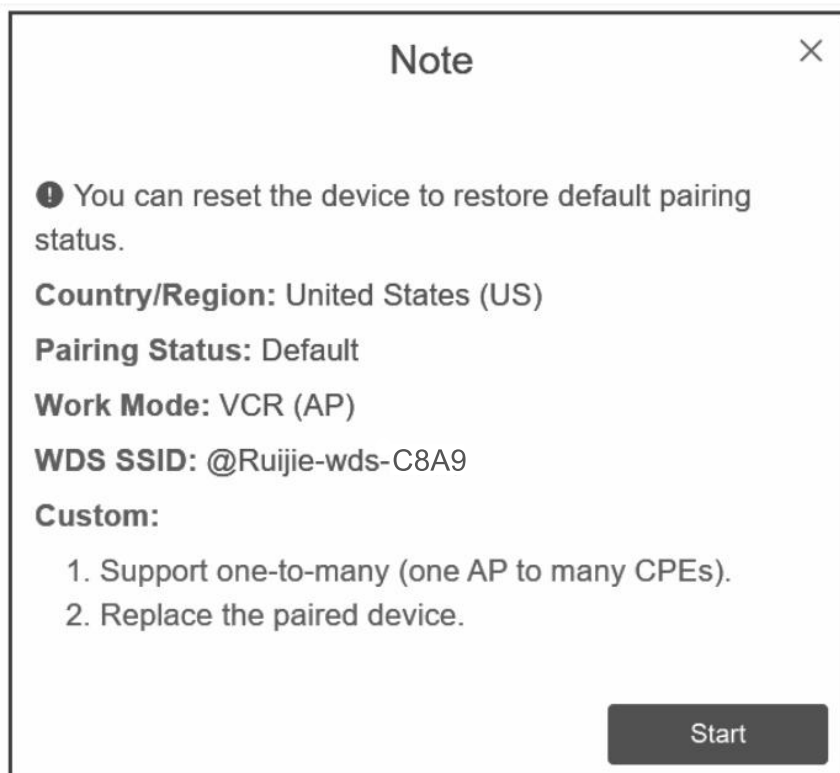 Note
You can reset the device to restore default pairing
status.
Country/Region: United States (US)
Pairing Status: Default
Work Mode: VCR (AP)
WDS SSID: @Ruijie-wds-C8A9
Custom:
1. Support one-to-many (one AP to many CPEs).
2. Replace the paired device.
Start